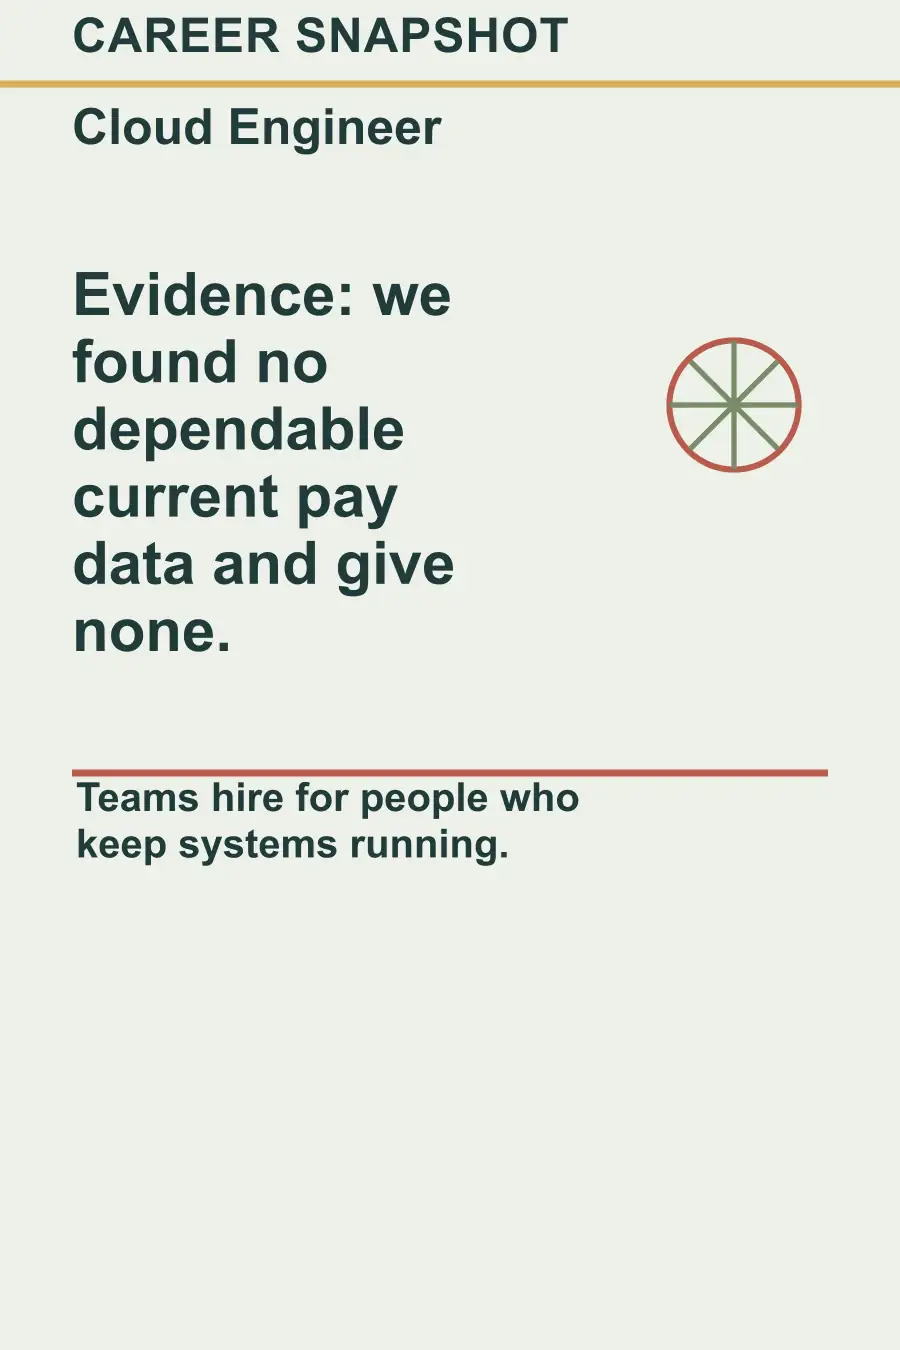 CAREER SNAPSHOT
Cloud Engineer
Evidence: we
found no
dependable
current pay
data and give
none.
Teams hire for people who
keep systems running.